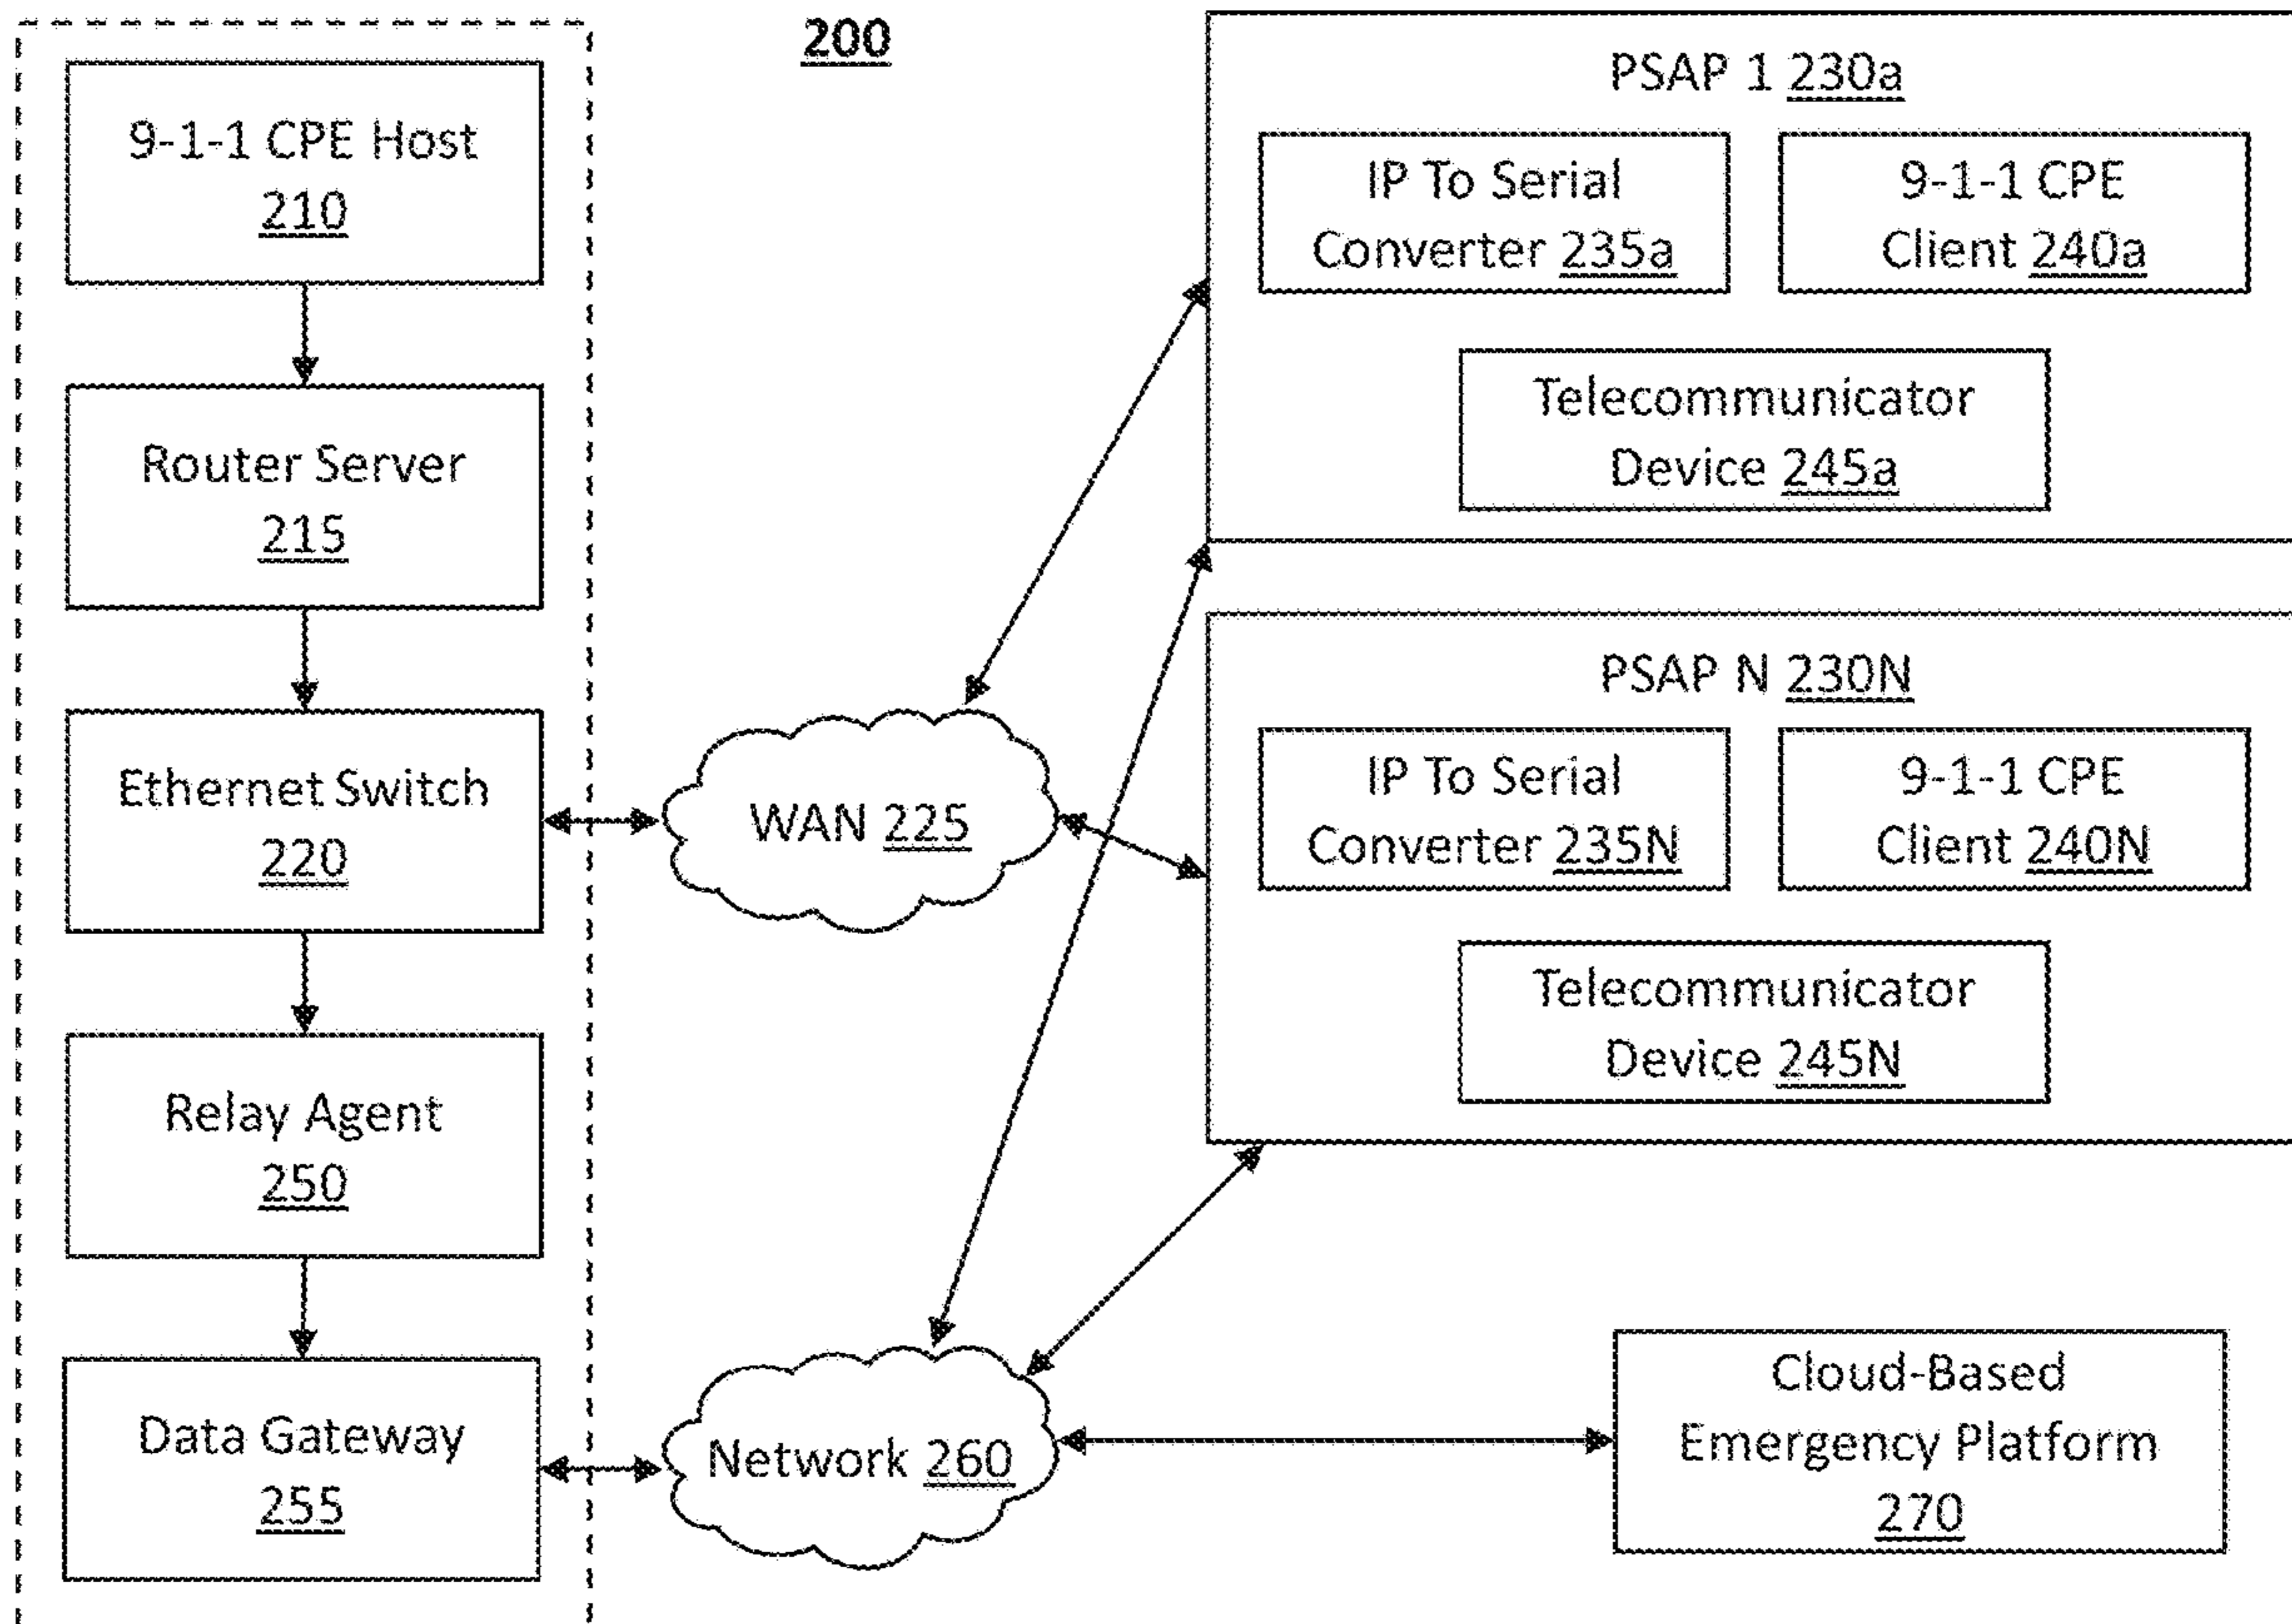 200
9-1-1 CPE Host
210
Router Server
215
Ethernet Switch
220
Relay Agent
250
Data Gateway
255
WAN 225
Network 260
PSAP 1 230a
IP To Serial
Converter 235a
9-1-1 CPE
Client 240a
Telecommunicator
Device 245a
PSAP N 230N
IP To Serial
Converter 235N
9-1-1 CPE
Client 240N
Telecommunicator
Device 245N
Cloud-Based
Emergency Platform
270